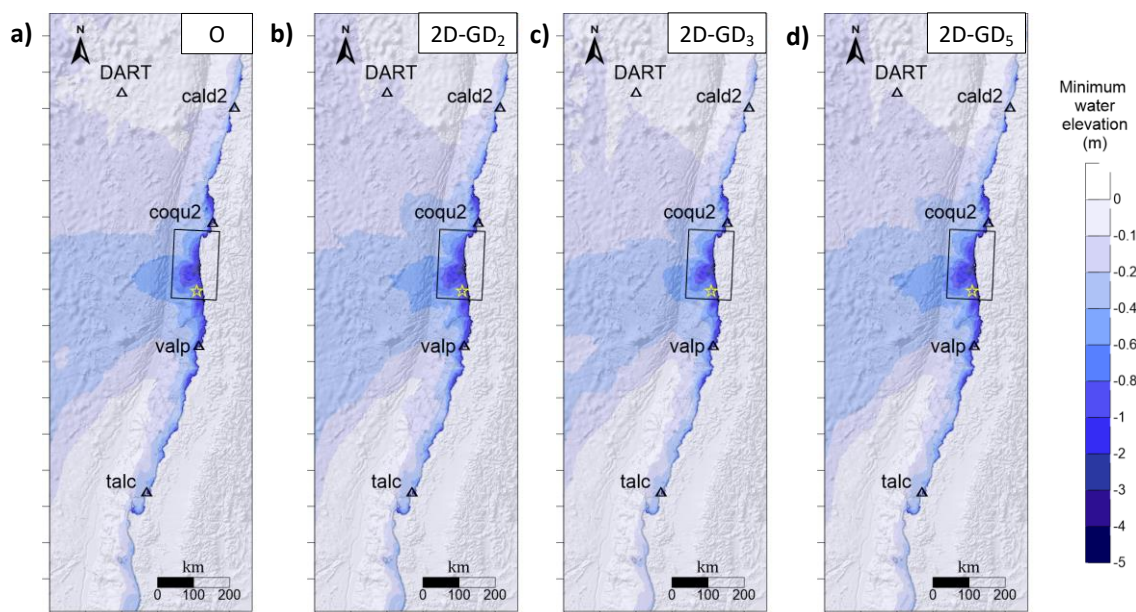 a)
N
O
DART
cald2
coqu2
valp
talc
km
0 100 200
b)
N
2D-GD₂
DART
cald2
coqu2
valp
talc
km
0 100 200
c)
N
2D-GD₃
DART
cald2
coqu2
valp
talc
km
0 100 200
d)
N
2D-GD₅
DART
cald2
coqu2
valp
talc
km
0 100 200
Minimum
water
elevation
(m)
0
-0.1
-0.2
-0.4
-0.6
-0.8
-1
-2
-3
-4
-5